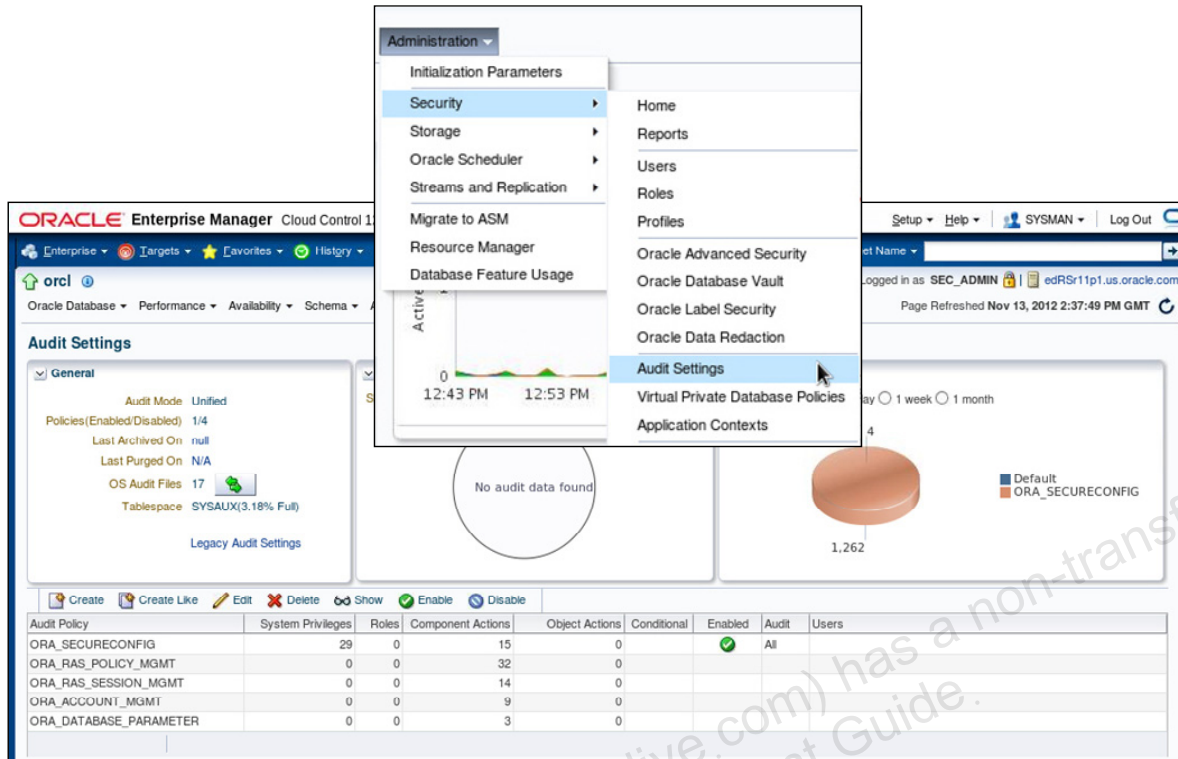 Administration
Initialization Parameters
Security
Storage
Oracle Scheduler
Streams and Replication
Migrate to ASM
Resource Manager
Database Feature Usage
Home
Reports
Users
Roles
Profiles
Oracle Advanced Security
Oracle Database Vault
Oracle Label Security
Oracle Data Redaction
Audit Settings
Virtual Private Database Policies
Application Contexts
Active
0
12:43 PM 12:53 PM
ORACLE Enterprise Manager Cloud Control 1
Setup Help SYSMAN Log Out
Enterprise Targets Favorites History
Name
orcl
Logged in as SEC_ADMIN edRSr11p1.us.oracle.com
Oracle Database Performance Availability Schema
Page Refreshed Nov 13, 2012 2:37:49 PM GMT
Audit Settings
General
Audit Mode Unified
Policies(Enabled/Disabled) 1/4
Last Archived On null
Last Purged On N/A
OS Audit Files 17
Tablespace SYSAUX(3.18% Full)
Legacy Audit Settings
No audit data found
1 week 1 month
4
1,262
Default
ORA_SECURECONFIG
Create Create Like Edit Delete Show Enable Disable
Audit Policy System Privileges Roles Component Actions Object Actions Conditional Enabled Audit Users
ORA_SECURECONFIG 29 0 15 0 All
ORA_RAS_POLICY_MGMT 0 0 32 0
ORA_RAS_SESSION_MGMT 0 0 14 0
ORA_ACCOUNT_MGMT 0 0 9 0
ORA_DATABASE_PARAMETER 0 0 3 0
has a non-transf
com)
Guide.